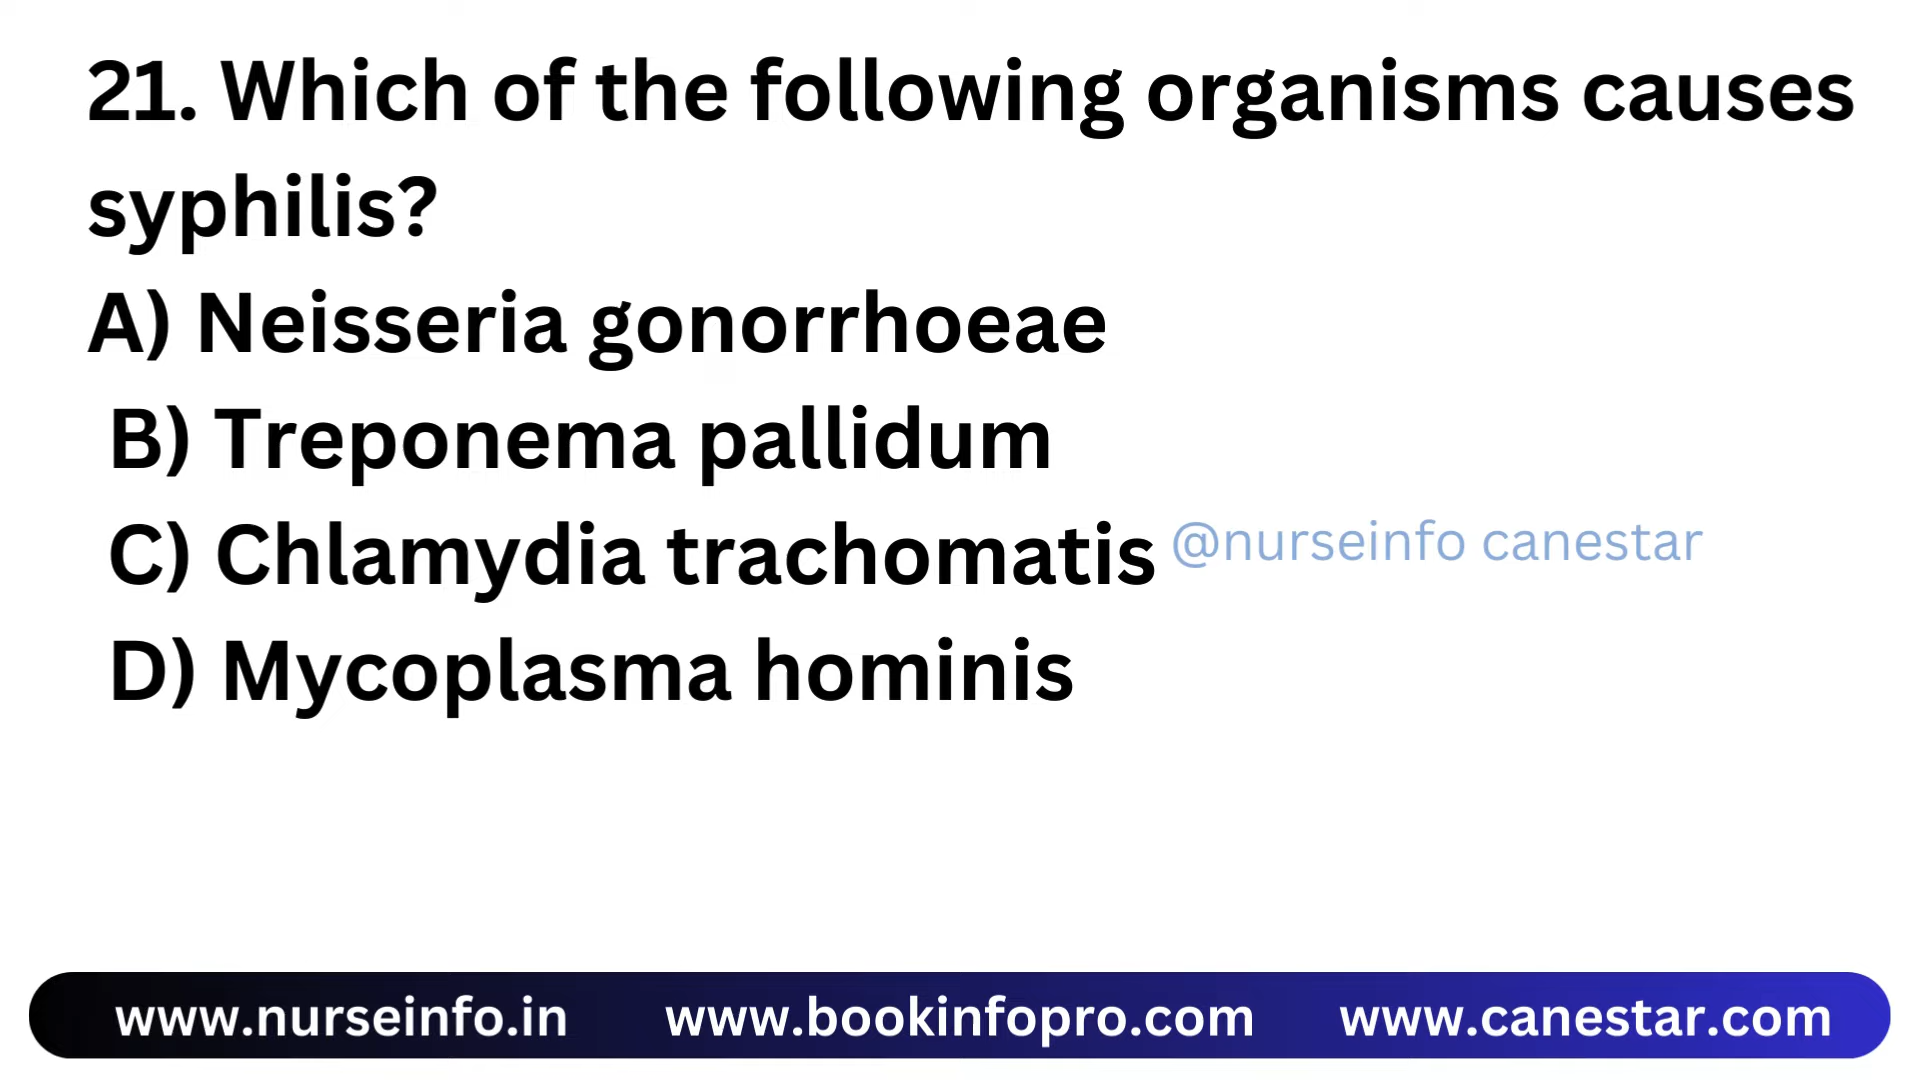 21. Which of the following organisms causes
syphilis?
A) Neisseria gonorrhoeae
B) Treponema pallidum
C) Chlamydia trachomatis @nurseinfo canestar
D) Mycoplasma hominis
www.nurseinfo.in www.bookinfopro.com www.canestar.com